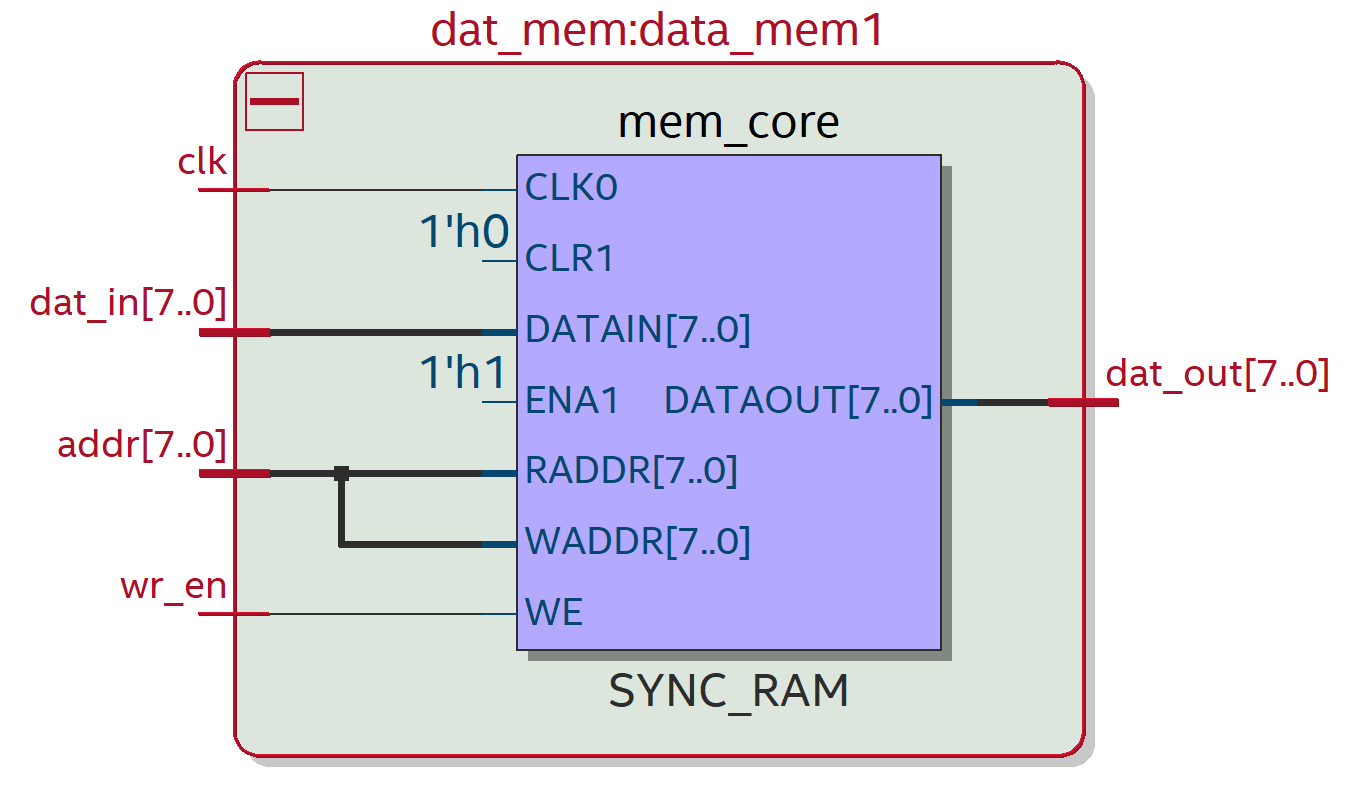 dat_mem:data_mem1
mem_core
clk
CLK0
1'h0
CLR1
dat_in[7..0]
DATAIN[7..0]
1'h1
ENA1
DATAOUT[7..0]
dat_out[7..0]
addr[7..0]
RADDR[7..0]
WADDR[7..0]
wr_en
WE
SYNC_RAM